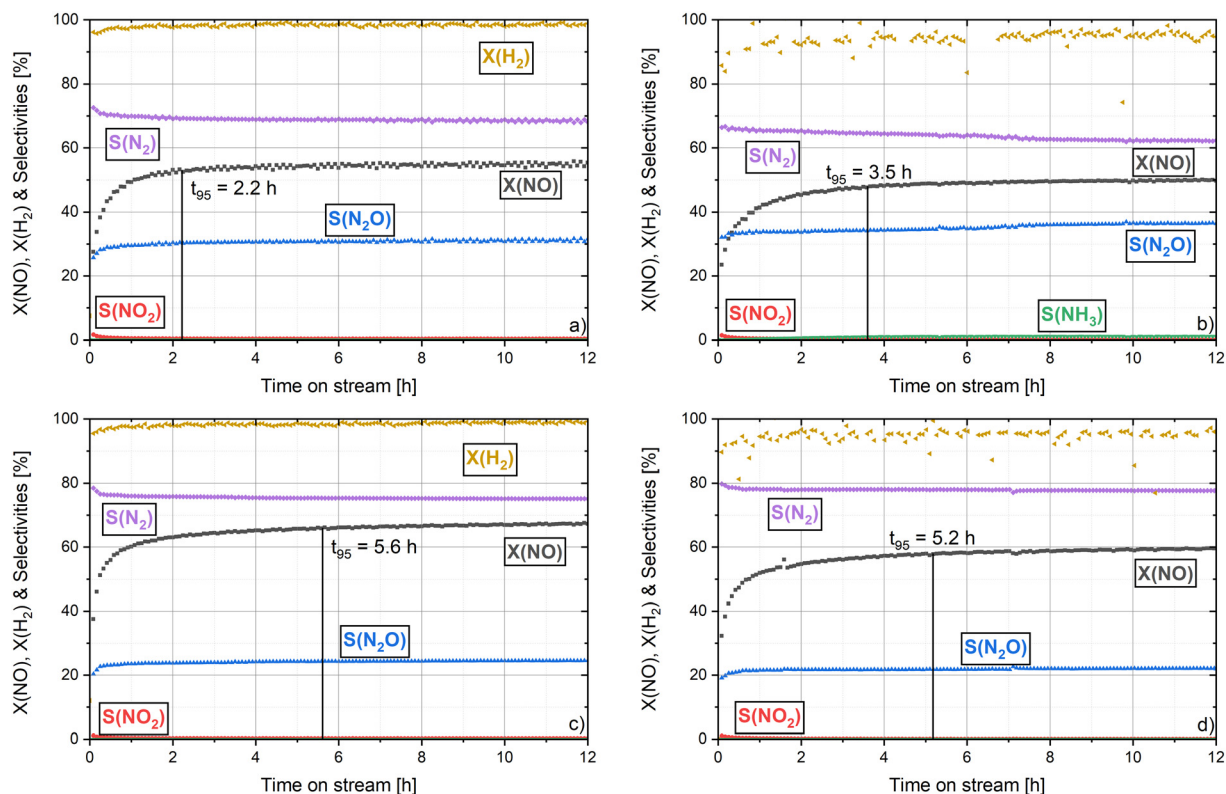 X(NO), X(H₂) & Selectivities [%]
100
80
60
40
20
0
X(H₂)
S(N₂)
X(NO)
t₉₅ = 2.2 h
S(N₂O)
S(NO₂)
a)
0 2 4 6 8 10 12
Time on stream [h]
X(NO), X(H₂) & Selectivities [%]
100
80
60
40
20
0
S(N₂)
X(NO)
t₉₅ = 3.5 h
S(N₂O)
S(NO₂)
S(NH₃)
b)
0 2 4 6 8 10 12
Time on stream [h]
X(NO), X(H₂) & Selectivities [%]
100
80
60
40
20
0
X(H₂)
S(N₂)
X(NO)
t₉₅ = 5.6 h
S(N₂O)
S(NO₂)
c)
0 2 4 6 8 10 12
Time on stream [h]
X(NO), X(H₂) & Selectivities [%]
100
80
60
40
20
0
S(N₂)
t₉₅ = 5.2 h
X(NO)
S(N₂O)
S(NO₂)
d)
0 2 4 6 8 10 12
Time on stream [h]